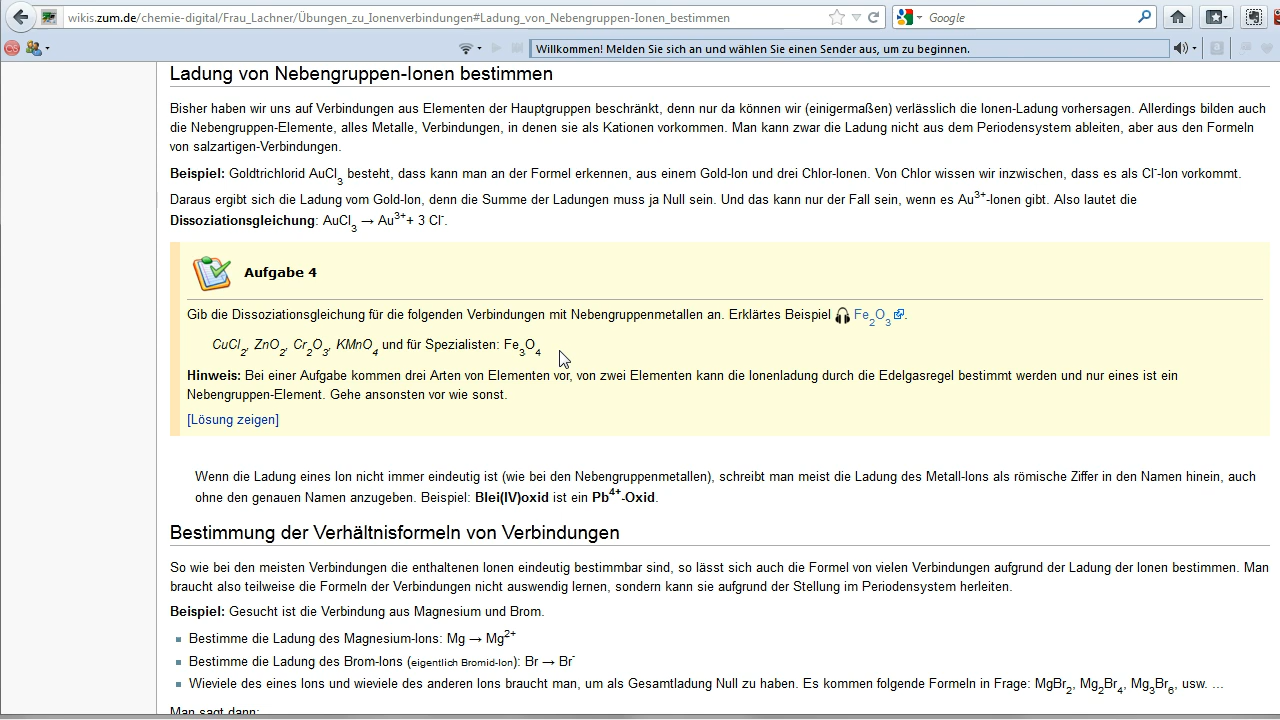 wikis.zum.de/chemie-digital/Frau_Lachner/Übungen_zu_Ionenverbindungen#Ladung_von_Nebengruppen-Ionen_bestimmen
Google
Willkommen! Melden Sie sich an und wählen Sie einen Sender aus, um zu beginnen.
Ladung von Nebengruppen-Ionen bestimmen
Bisher haben wir uns auf Verbindungen aus Elementen der Hauptgruppen beschränkt, denn nur da können wir (einigermaßen) verlässlich die Ionen-Ladung vorhersagen. Allerdings bilden auch
die Nebengruppen-Elemente, alles Metalle, Verbindungen, in denen sie als Kationen vorkommen. Man kann zwar die Ladung nicht aus dem Periodensystem ableiten, aber aus den Formeln
von salzartigen-Verbindungen.
Beispiel: Goldtrichlorid AuCl₃ besteht, dass kann man an der Formel erkennen, aus einem Gold-Ion und drei Chlor-Ionen. Von Chlor wissen wir inzwischen, dass es als Cl⁻-Ion vorkommt.
Daraus ergibt sich die Ladung vom Gold-Ion, denn die Summe der Ladungen muss ja Null sein. Und das kann nur der Fall sein, wenn es Au³⁺-Ionen gibt. Also lautet die
Dissoziationsgleichung: AuCl₃ → Au³⁺+ 3 Cl⁻.
Aufgabe 4
Gib die Dissoziationsgleichung für die folgenden Verbindungen mit Nebengruppenmetallen an. Erklärtes Beispiel Fe₂O₃.
CuCl₂, ZnO₂, Cr₂O₃, KMnO₄ und für Spezialisten: Fe₃O₄
Hinweis: Bei einer Aufgabe kommen drei Arten von Elementen vor, von zwei Elementen kann die Ionenladung durch die Edelgasregel bestimmt werden und nur eines ist ein
Nebengruppen-Element. Gehe ansonsten vor wie sonst.
[Lösung zeigen]
Wenn die Ladung eines Ion nicht immer eindeutig ist (wie bei den Nebengruppenmetallen), schreibt man meist die Ladung des Metall-Ions als römische Ziffer in den Namen hinein, auch
ohne den genauen Namen anzugeben. Beispiel: Blei(IV)oxid ist ein Pb⁴⁺-Oxid.
Bestimmung der Verhältnisformeln von Verbindungen
So wie bei den meisten Verbindungen die enthaltenen Ionen eindeutig bestimmbar sind, so lässt sich auch die Formel von vielen Verbindungen aufgrund der Ladung der Ionen bestimmen. Man
braucht also teilweise die Formeln der Verbindungen nicht auswendig lernen, sondern kann sie aufgrund der Stellung im Periodensystem herleiten.
Beispiel: Gesucht ist die Verbindung aus Magnesium und Brom.
Bestimme die Ladung des Magnesium-Ions: Mg → Mg²⁺
Bestimme die Ladung des Brom-Ions (eigentlich Bromid-Ion): Br → Br⁻
Wieviele des eines Ions und wieviele des anderen Ions braucht man, um als Gesamtladung Null zu haben. Es kommen folgende Formeln in Frage: MgBr₂, Mg₂Br₄, Mg₃Br₆, usw. …
Man sagt dann: